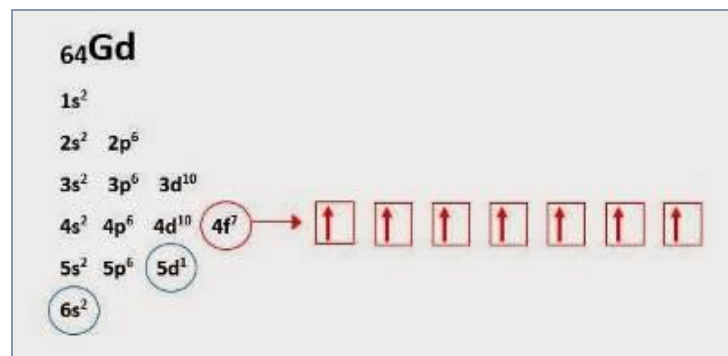 ₆₄Gd
1s²
2s² 2p⁶
3s² 3p⁶ 3d¹⁰
4s² 4p⁶ 4d¹⁰ 4f⁷
5s² 5p⁶ 5d¹
6s²